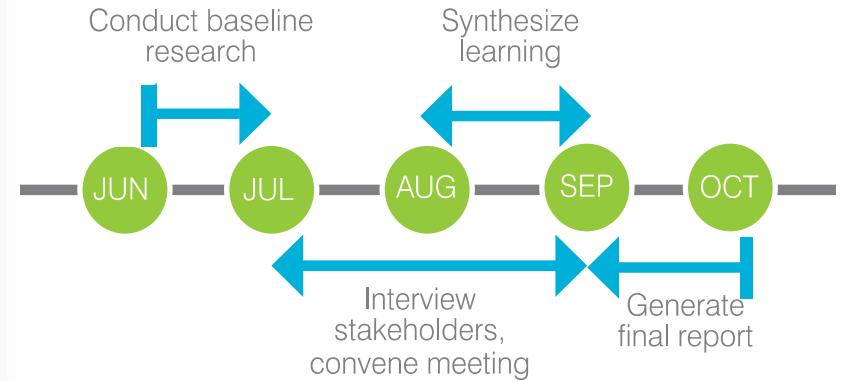 Conduct baseline
research
Synthesize
learning
JUN
JUL
AUG
SEP
OCT
Interview
stakeholders,
convene meeting
Generate
final report